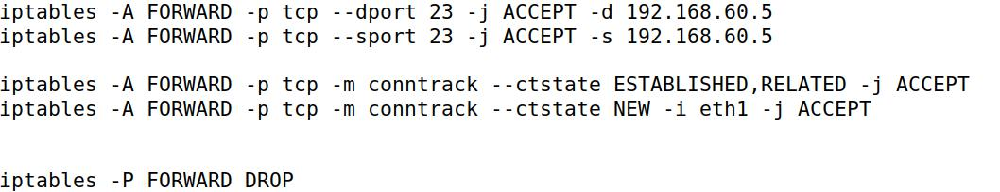 iptables -A FORWARD -p tcp --dport 23 -j ACCEPT -d 192.168.60.5
iptables -A FORWARD -p tcp --sport 23 -j ACCEPT -s 192.168.60.5
iptables -A FORWARD -p tcp -m conntrack --ctstate ESTABLISHED,RELATED -j ACCEPT
iptables -A FORWARD -p tcp -m conntrack --ctstate NEW -i eth1 -j ACCEPT
iptables -P FORWARD DROP